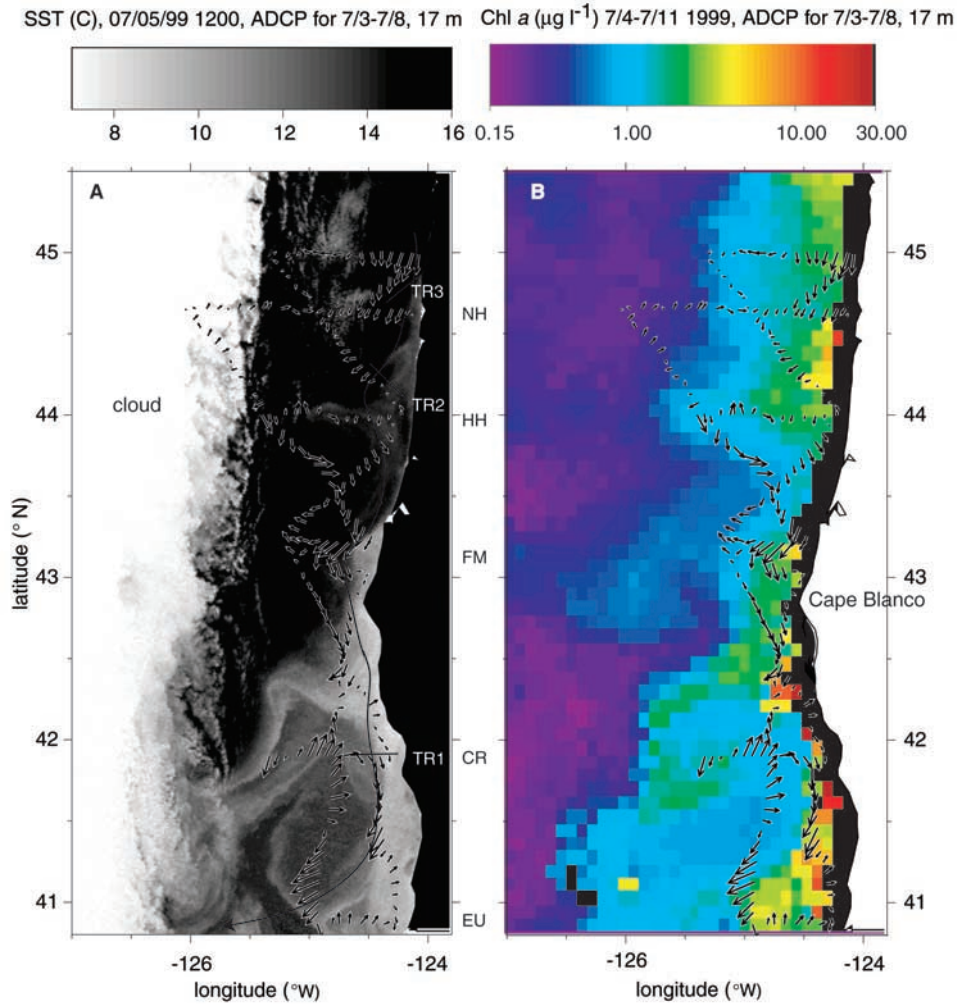 SST (C), 07/05/99 1200, ADCP for 7/3-7/8, 17 m
Chl a (µg l-1) 7/4-7/11 1999, ADCP for 7/3-7/8, 17 m
8 10 12 14 16
0.15 1.00 10.00 30.00
A
B
45
44
43
42
41
latitude (° N)
cloud
TR3
TR2
TR1
NH
HH
FM
CR
EU
Cape Blanco
45
44
43
42
41
-126 -124
longitude (°W)
-126 -124
longitude (°W)